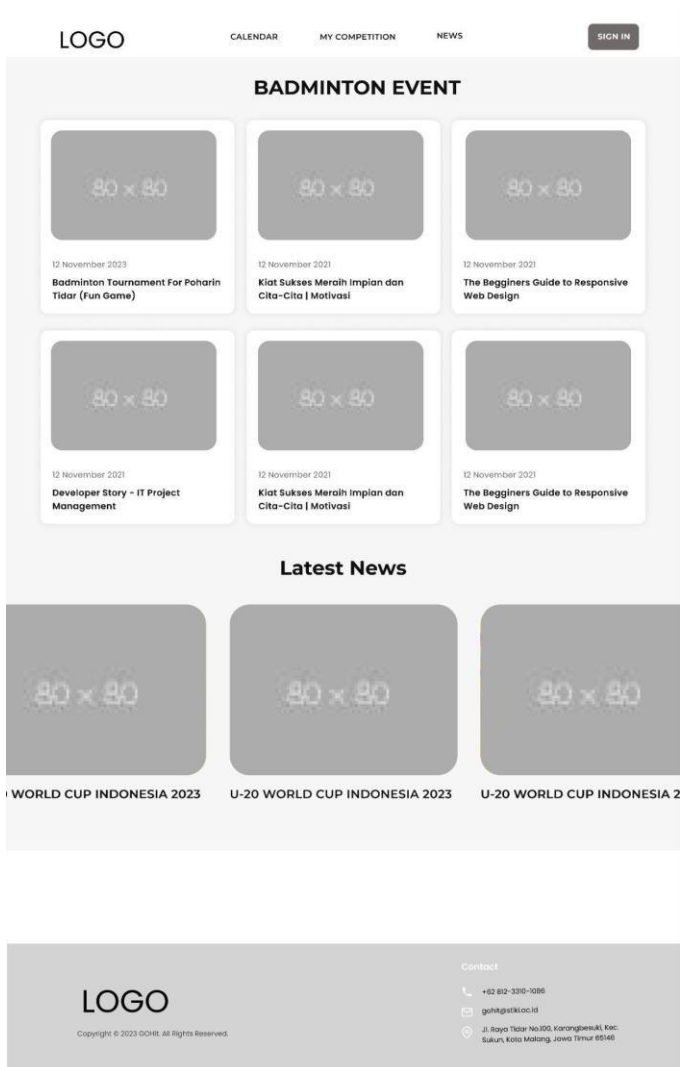 LOGO
CALENDAR
MY COMPETITION
NEWS
SIGN IN
BADMINTON EVENT
80 × 80
80 × 80
80 × 80
12 November 2023
Badminton Tournament For Poharin
Tidar (Fun Game)
12 November 2021
Kiat Sukses Meraih Impian dan
Cita-Cita | Motivasi
12 November 2021
The Begginers Guide to Responsive
Web Design
80 × 80
80 × 80
80 × 80
12 November 2021
Developer Story - IT Project
Management
12 November 2021
Kiat Sukses Meraih Impian dan
Cita-Cita | Motivasi
12 November 2021
The Begginers Guide to Responsive
Web Design
Latest News
80 × 80
80 × 80
80 × 80
WORLD CUP INDONESIA 2023
U-20 WORLD CUP INDONESIA 2023
U-20 WORLD CUP INDONESIA 2
LOGO
Copyright © 2023 GOHIt. All Rights Reserved.
Contact
+62 812-3310-1086
gohit@stiki.ac.id
Jl. Raya Tidar No.100, Karangbesuki, Kec.
Sukun, Kota Malang, Jawa Timur 65146